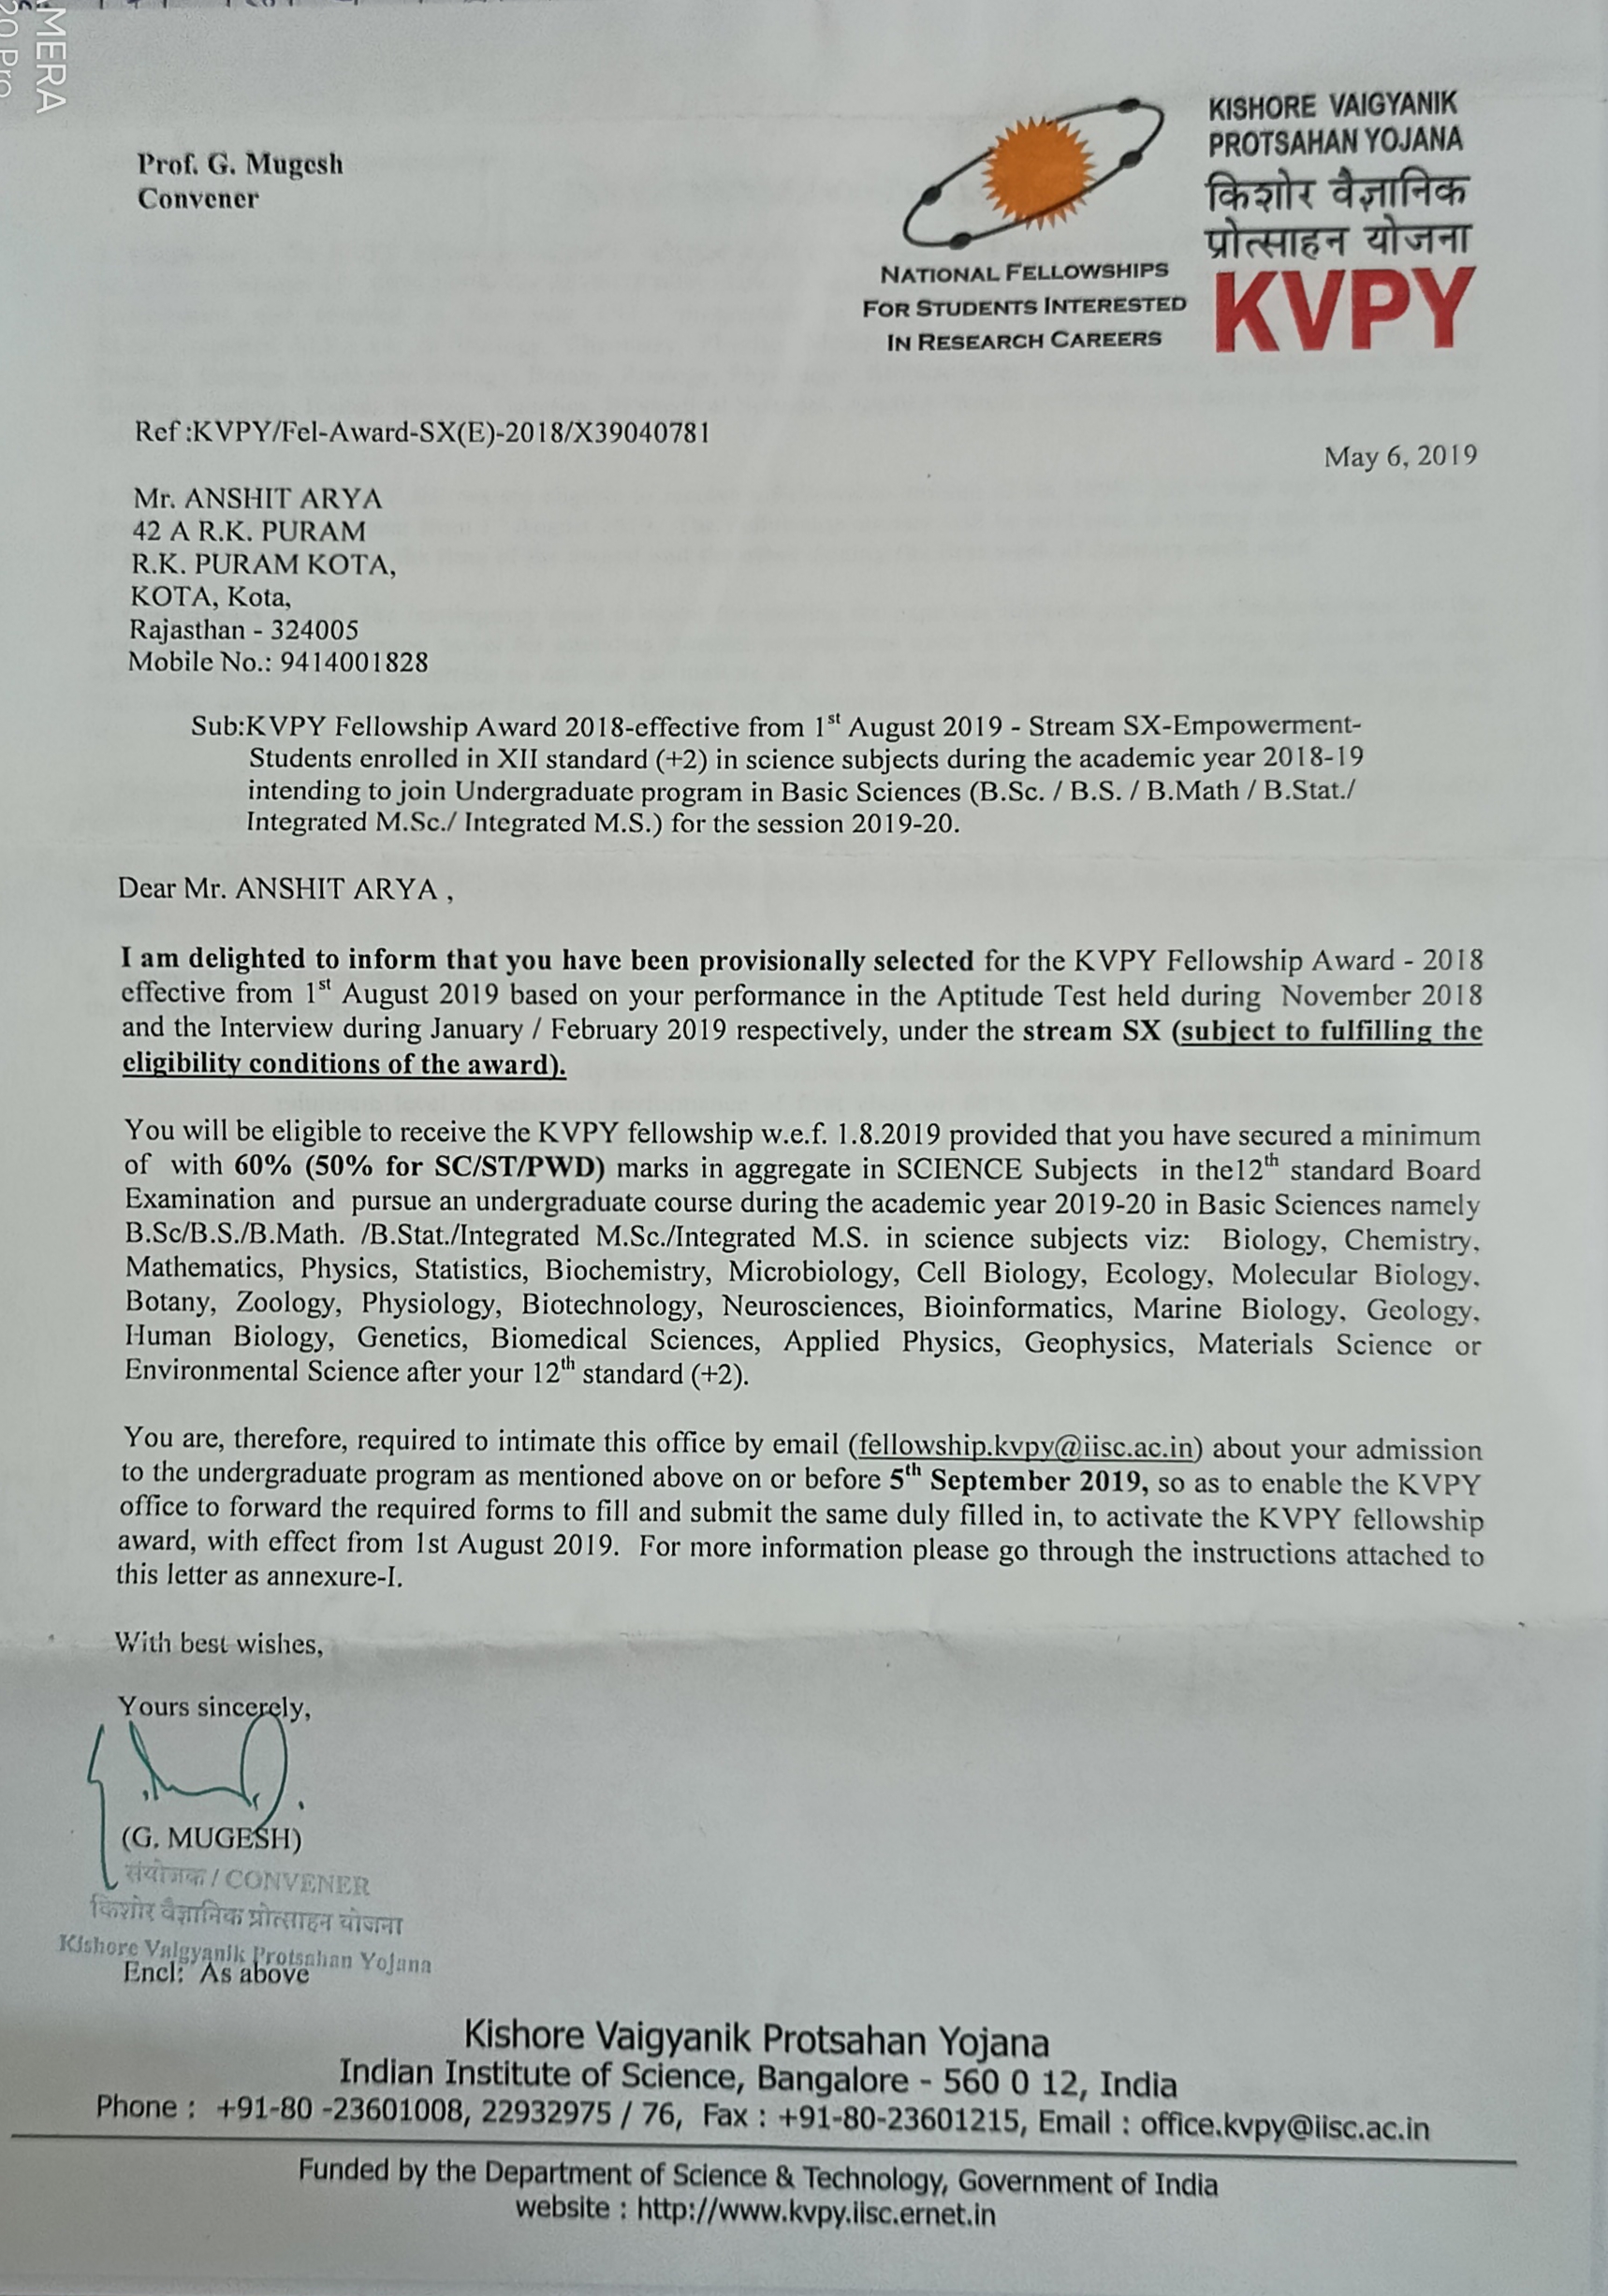 MERA
20 Pro
Prof. G. Mugesh
Convener
KISHORE VAIGYANIK
PROTSAHAN YOJANA
किशोर वैज्ञानिक
प्रोत्साहन योजना
KVPY
NATIONAL FELLOWSHIPS
FOR STUDENTS INTERESTED
IN RESEARCH CAREERS
Ref :KVPY/Fel-Award-SX(E)-2018/X39040781
May 6, 2019
Mr. ANSHIT ARYA
42 A R.K. PURAM
R.K. PURAM KOTA,
KOTA, Kota,
Rajasthan - 324005
Mobile No.: 9414001828
Sub:KVPY Fellowship Award 2018-effective from 1st August 2019 - Stream SX-Empowerment-
Students enrolled in XII standard (+2) in science subjects during the academic year 2018-19
intending to join Undergraduate program in Basic Sciences (B.Sc. / B.S. / B.Math / B.Stat./
Integrated M.Sc./ Integrated M.S.) for the session 2019-20.
Dear Mr. ANSHIT ARYA ,
I am delighted to inform that you have been provisionally selected for the KVPY Fellowship Award - 2018
effective from 1st August 2019 based on your performance in the Aptitude Test held during November 2018
and the Interview during January / February 2019 respectively, under the stream SX (subject to fulfilling the
eligibility conditions of the award).
You will be eligible to receive the KVPY fellowship w.e.f. 1.8.2019 provided that you have secured a minimum
of with 60% (50% for SC/ST/PWD) marks in aggregate in SCIENCE Subjects in the12th standard Board
Examination and pursue an undergraduate course during the academic year 2019-20 in Basic Sciences namely
B.Sc/B.S./B.Math. /B.Stat./Integrated M.Sc./Integrated M.S. in science subjects viz: Biology, Chemistry,
Mathematics, Physics, Statistics, Biochemistry, Microbiology, Cell Biology, Ecology, Molecular Biology,
Botany, Zoology, Physiology, Biotechnology, Neurosciences, Bioinformatics, Marine Biology, Geology,
Human Biology, Genetics, Biomedical Sciences, Applied Physics, Geophysics, Materials Science or
Environmental Science after your 12th standard (+2).
You are, therefore, required to intimate this office by email (fellowship.kvpy@iisc.ac.in) about your admission
to the undergraduate program as mentioned above on or before 5th September 2019, so as to enable the KVPY
office to forward the required forms to fill and submit the same duly filled in, to activate the KVPY fellowship
award, with effect from 1st August 2019. For more information please go through the instructions attached to
this letter as annexure-I.
With best wishes,
Yours sincerely,
(G. MUGESH)
संयोजक / CONVENER
किशोर वैज्ञानिक प्रोत्साहन योजना
Kishore Vaigyanik Protsahan Yojana
Encl: As above
Kishore Vaigyanik Protsahan Yojana
Indian Institute of Science, Bangalore - 560 0 12, India
Phone : +91-80 -23601008, 22932975 / 76, Fax : +91-80-23601215, Email : office.kvpy@iisc.ac.in
Funded by the Department of Science & Technology, Government of India
website : http://www.kvpy.iisc.ernet.in